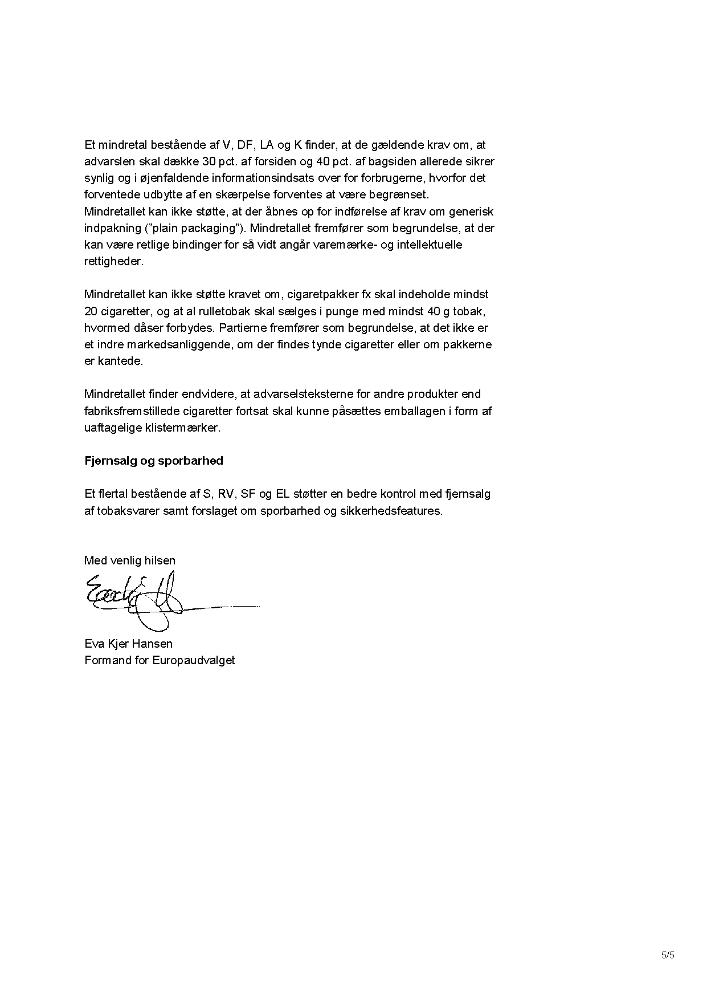 Et mindretal bestående af V, DF, LA og K finder, at de gældende krav om, at
advarslen skal dække 30 pct. af forsiden og 40 pct. af bagsiden allerede sikrer
synlig og i øjenfaldende informationsindsats over for forbrugerne, hvorfor det
forventede udbytte af en skærpelse forventes at være begrænset.
Mindretallet kan ikke støtte, at der åbnes op for indførelse af krav om generisk
indpakning (”plain packaging”). Mindretallet fremfører som begrundelse, at der
kan være retlige bindinger for så vidt angår varemærke- og intellektuelle
rettigheder.
Mindretallet kan ikke støtte kravet om, cigaretpakker fx skal indeholde mindst
20 cigaretter, og at al rulletobak skal sælges i punge med mindst 40 g tobak,
hvormed dåser forbydes. Partierne fremfører som begrundelse, at det ikke er
et indre markedsanliggende, om der findes tynde cigaretter eller om pakkerne
er kantede.
Mindretallet finder endvidere, at advarselsteksterne for andre produkter end
fabriksfremstillede cigaretter fortsat skal kunne påsættes emballagen i form af
uaftagelige klistermærker.
Fjernsalg og sporbarhed
Et flertal bestående af S, RV, SF og EL støtter en bedre kontrol med fjernsalg
af tobaksvarer samt forslaget om sporbarhed og sikkerhedsfeatures.
Med venlig hilsen
Eva Kjer Hansen
Formand for Europaudvalget
5/5